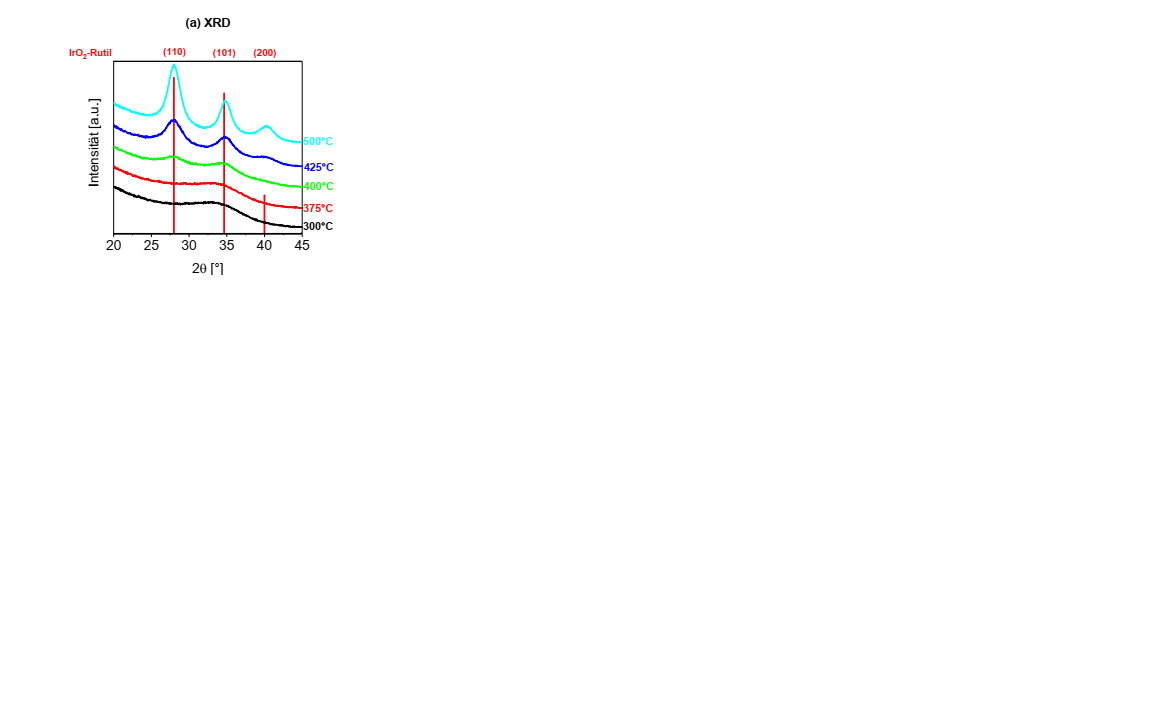 (a) XRD
IrO2-Rutil (110) (101) (200)
Intensität [a.u.]
500°C
425°C
400°C
375°C
300°C
20 25 30 35 40 45
2θ [°]